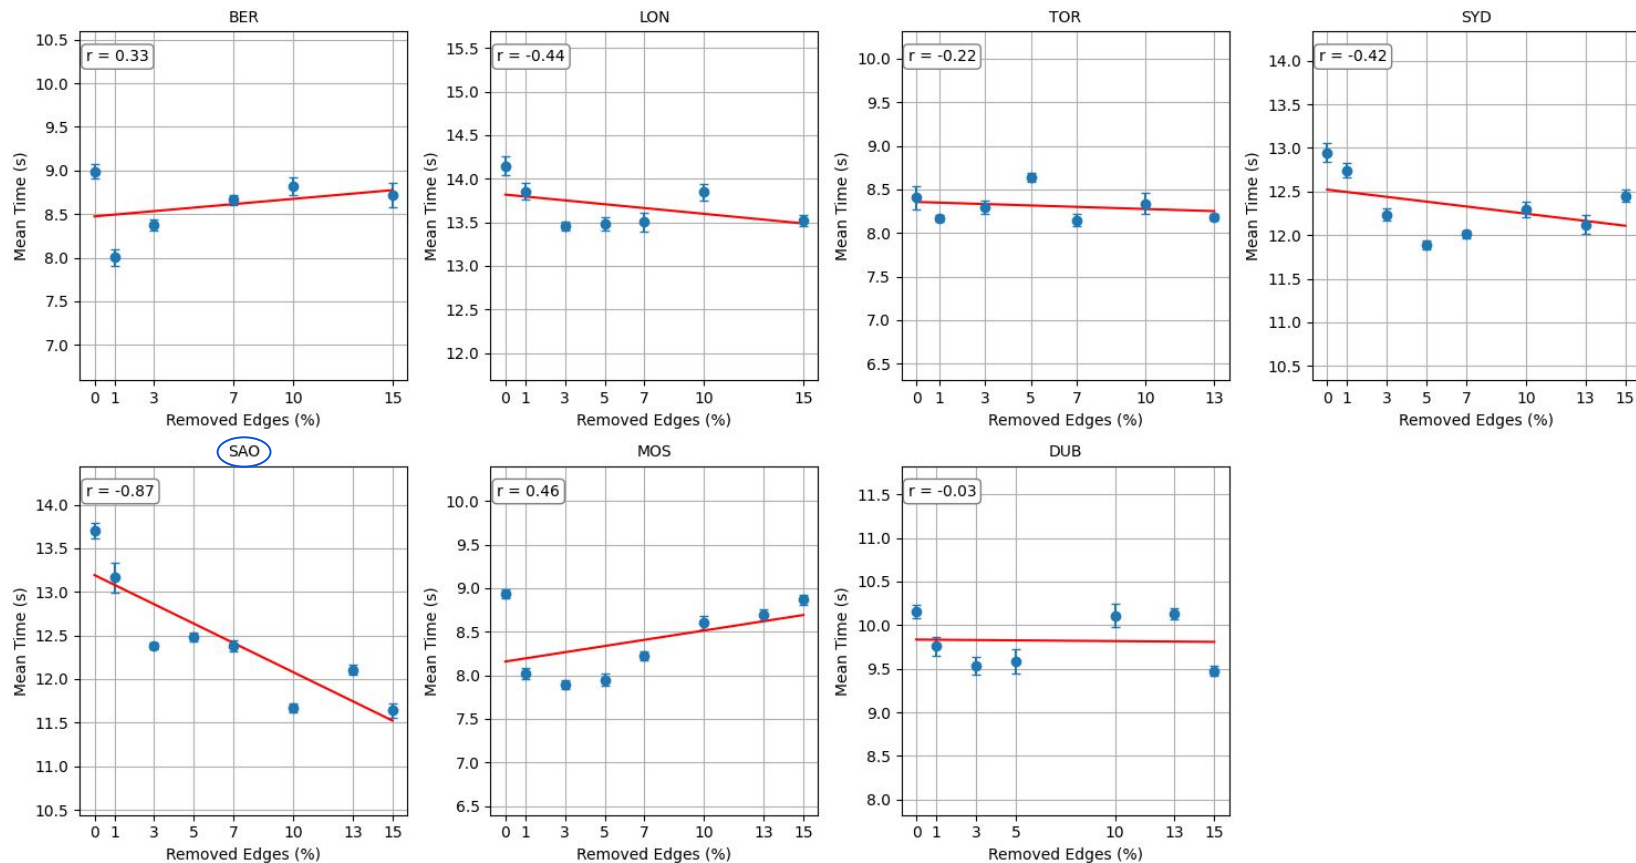 BER
r = 0.33
Mean Time (s)
10.5
10.0
9.5
9.0
8.5
8.0
7.5
7.0
0 1 3 7 10 15
Removed Edges (%)
LON
r = -0.44
Mean Time (s)
15.5
15.0
14.5
14.0
13.5
13.0
12.5
12.0
0 1 3 5 7 10 15
Removed Edges (%)
TOR
r = -0.22
Mean Time (s)
10.0
9.5
9.0
8.5
8.0
7.5
7.0
6.5
0 1 3 5 7 10 13
Removed Edges (%)
SYD
r = -0.42
Mean Time (s)
14.0
13.5
13.0
12.5
12.0
11.5
11.0
10.5
0 1 3 5 7 10 13 15
Removed Edges (%)
SAO
r = -0.87
Mean Time (s)
14.0
13.5
13.0
12.5
12.0
11.5
11.0
10.5
0 1 3 5 7 10 13 15
Removed Edges (%)
MOS
r = 0.46
Mean Time (s)
10.0
9.5
9.0
8.5
8.0
7.5
7.0
6.5
0 1 3 5 7 10 13 15
Removed Edges (%)
DUB
r = -0.03
Mean Time (s)
11.5
11.0
10.5
10.0
9.5
9.0
8.5
8.0
0 1 3 5 10 13 15
Removed Edges (%)